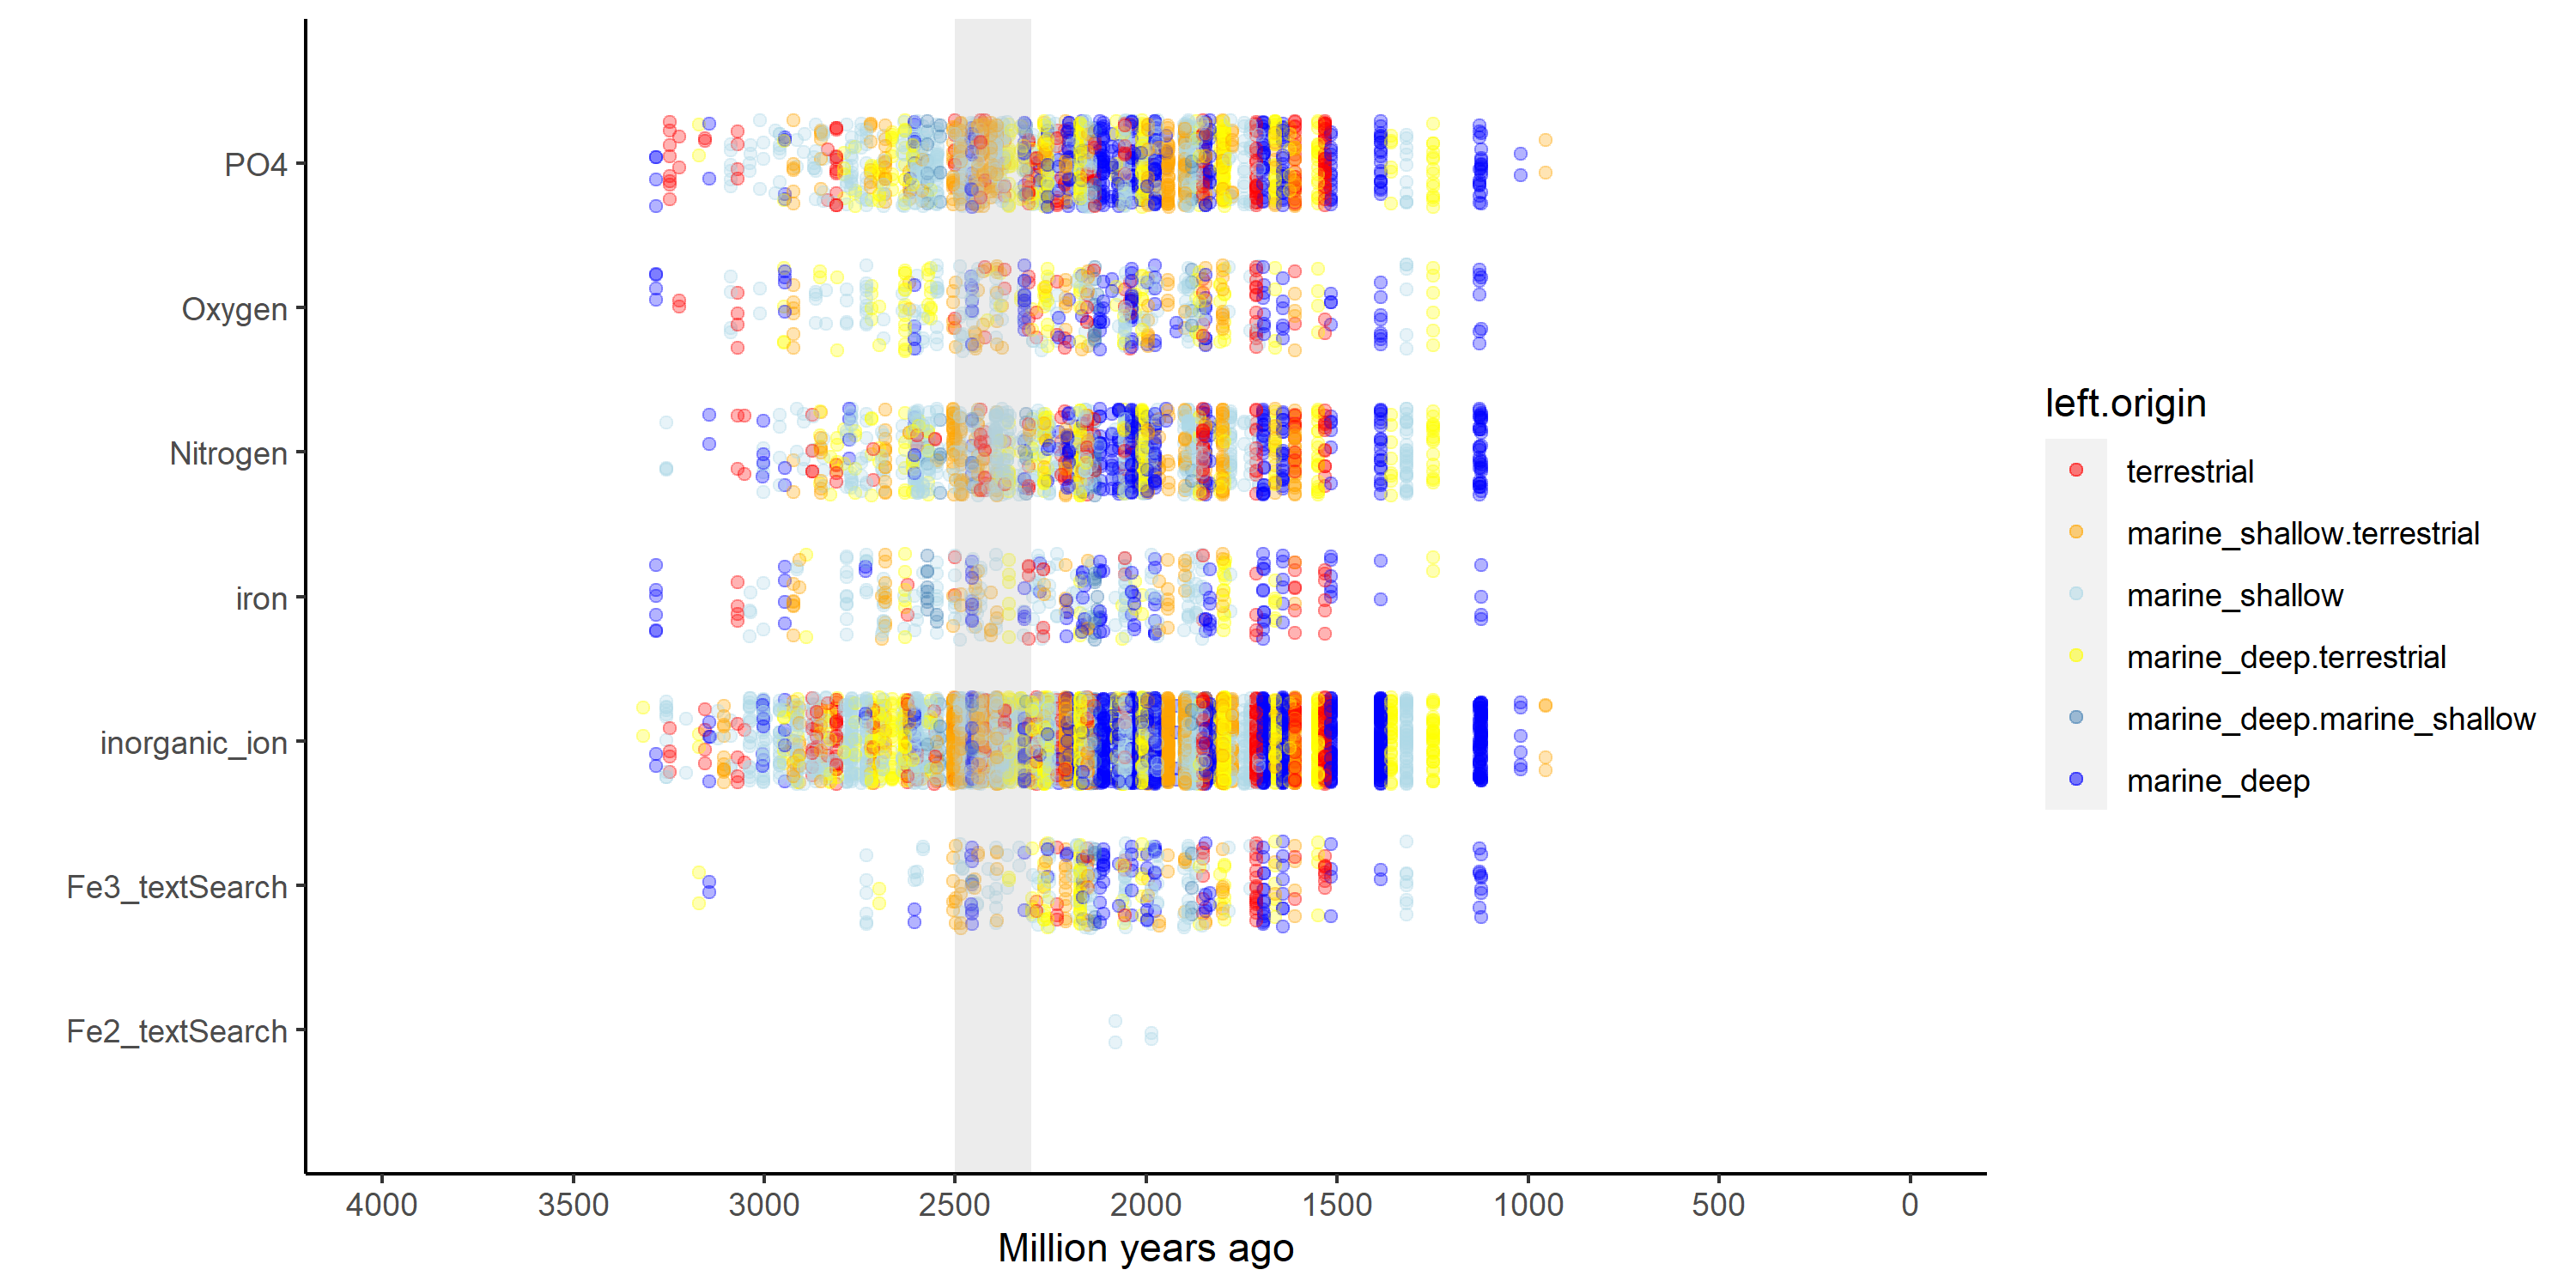 PO4
Oxygen
Nitrogen
iron
inorganic_ion
Fe3_textSearch
Fe2_textSearch
4000 3500 3000 2500 2000 1500 1000 500 0
Million years ago
left.origin
terrestrial
marine_shallow.terrestrial
marine_shallow
marine_deep.terrestrial
marine_deep.marine_shallow
marine_deep